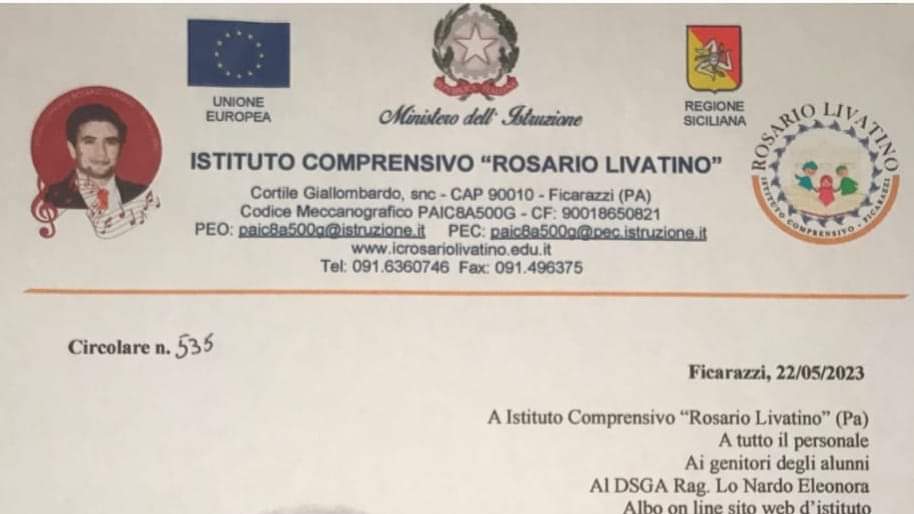 UNIONE
EUROPEA
Ministero dell' Istruzione
REGIONE
SICILIANA
ISTITUTO COMPRENSIVO “ROSARIO LIVATINO”
Cortile Giallombardo, snc - CAP 90010 - Ficarazzi (PA)
Codice Meccanografico PAIC8A500G - CF: 90018650821
PEO: paic8a500g@istruzione.it PEC: paic8a500g@pec.istruzione.it
www.icrosariolivatino.edu.it
Tel: 091.6360746 Fax: 091.496375
ROSARIO LIVATINO
ISTITUTO COMPRENSIVO - FICARAZZI
Circolare n. 535
Ficarazzi, 22/05/2023
A Istituto Comprensivo “Rosario Livatino” (Pa)
A tutto il personale
Ai genitori degli alunni
Al DSGA Rag. Lo Nardo Eleonora
Albo on line sito web d’istituto